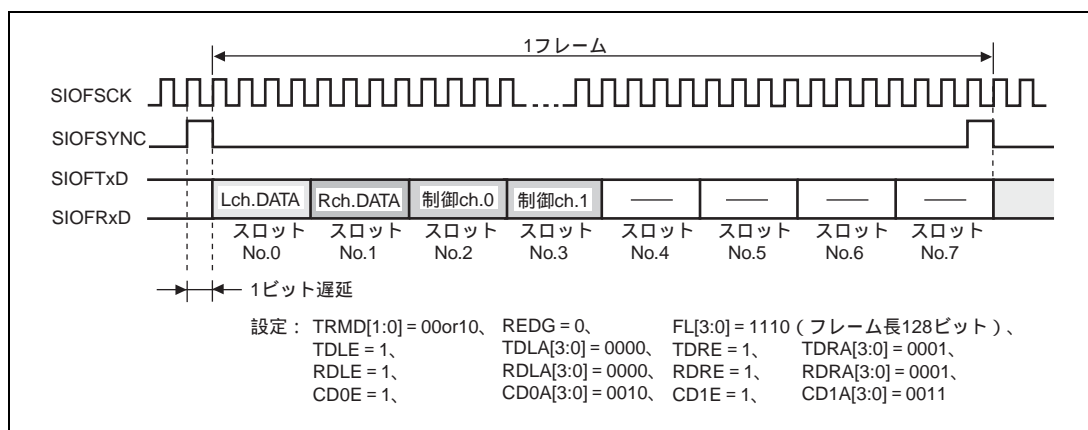 1フレーム
SIOFSCK
SIOFSYNC
SIOFTxD
SIOFRxD
Lch.DATA Rch.DATA 制御ch.0 制御ch.1 ―― ―― ―― ――
スロット スロット スロット スロット スロット スロット スロット スロット
No.0 No.1 No.2 No.3 No.4 No.5 No.6 No.7
1ビット遅延
設定： TRMD[1:0] = 00or10、 REDG = 0、 FL[3:0] = 1110（フレーム長128ビット）、
TDLE = 1、 TDLA[3:0] = 0000、 TDRE = 1、 TDRA[3:0] = 0001、
RDLE = 1、 RDLA[3:0] = 0000、 RDRE = 1、 RDRA[3:0] = 0001、
CD0E = 1、 CD0A[3:0] = 0010、 CD1E = 1、 CD1A[3:0] = 0011